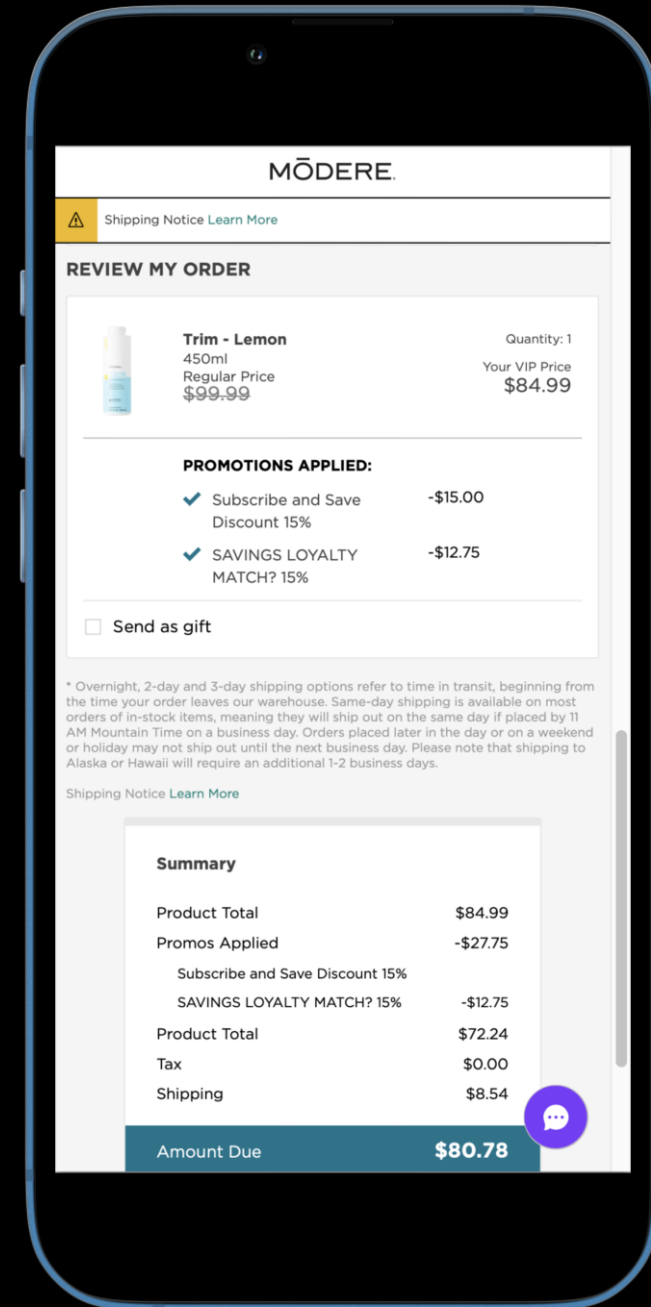 MŌDERE.
Shipping Notice Learn More
REVIEW MY ORDER
Trim - Lemon
450ml
Regular Price
$99.99
Quantity: 1
Your VIP Price
$84.99
PROMOTIONS APPLIED:
Subscribe and Save
Discount 15%
-$15.00
SAVINGS LOYALTY
MATCH? 15%
-$12.75
Send as gift
* Overnight, 2-day and 3-day shipping options refer to time in transit, beginning from
the time your order leaves our warehouse. Same-day shipping is available on most
orders of in-stock items, meaning they will ship out on the same day if placed by 11
AM Mountain Time on a business day. Orders placed later in the day or on a weekend
or holiday may not ship out until the next business day. Please note that shipping to
Alaska or Hawaii will require an additional 1-2 business days.
Shipping Notice Learn More
Summary
Product Total $84.99
Promos Applied -$27.75
Subscribe and Save Discount 15%
SAVINGS LOYALTY MATCH? 15% -$12.75
Product Total $72.24
Tax $0.00
Shipping $8.54
Amount Due $80.78